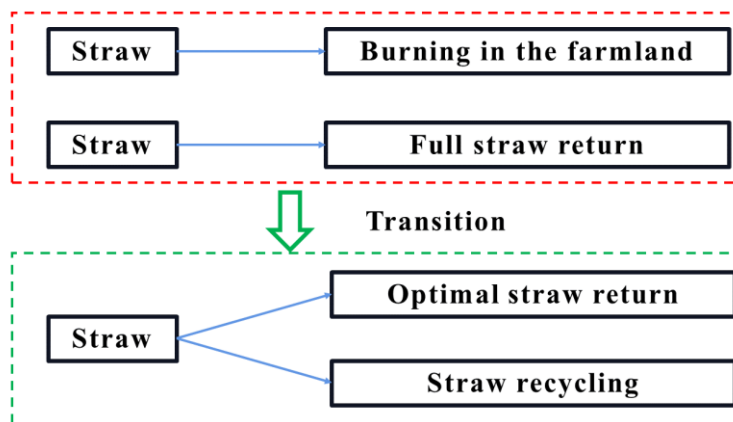 Straw
Burning in the farmland
Straw
Full straw return
Transition
Optimal straw return
Straw
Straw recycling